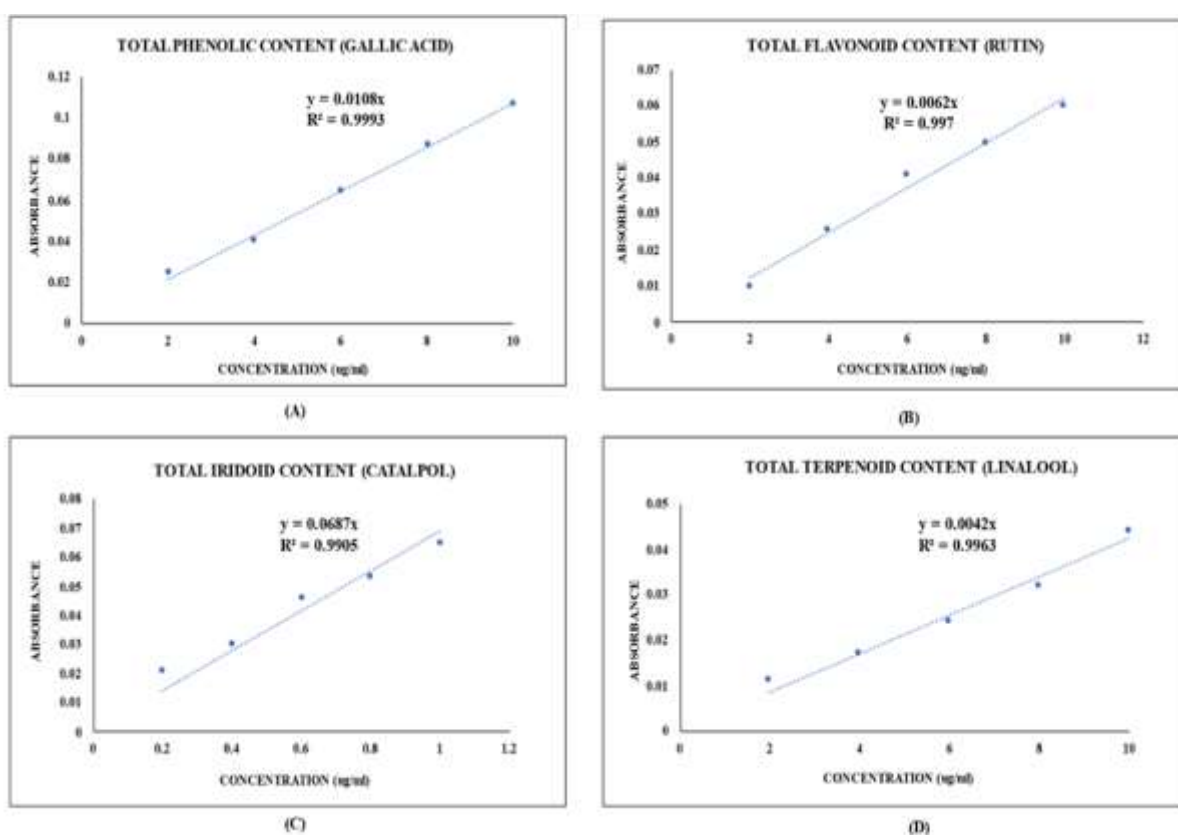 TOTAL PHENOLIC CONTENT (GALLIC ACID)
y = 0.0108x
R² = 0.9993
ABSORBANCE
0.12
0.1
0.08
0.06
0.04
0.02
0
0 2 4 6 8 10
CONCENTRATION (ug/ml)
(A)
TOTAL FLAVONOID CONTENT (RUTIN)
y = 0.0062x
R² = 0.997
ABSORBANCE
0.07
0.06
0.05
0.04
0.03
0.02
0.01
0
0 2 4 6 8 10 12
CONCENTRATION (ug/ml)
(B)
TOTAL IRIDOID CONTENT (CATALPOL)
y = 0.0687x
R² = 0.9905
ABSORBANCE
0.08
0.07
0.06
0.05
0.04
0.03
0.02
0.01
0
0 0.2 0.4 0.6 0.8 1 1.2
CONCENTRATION (ug/ml)
(C)
TOTAL TERPENOID CONTENT (LINALOOL)
y = 0.0042x
R² = 0.9963
ABSORBANCE
0.05
0.04
0.03
0.02
0.01
0
0 2 4 6 8 10
CONCENTRATION (ug/ml)
(D)